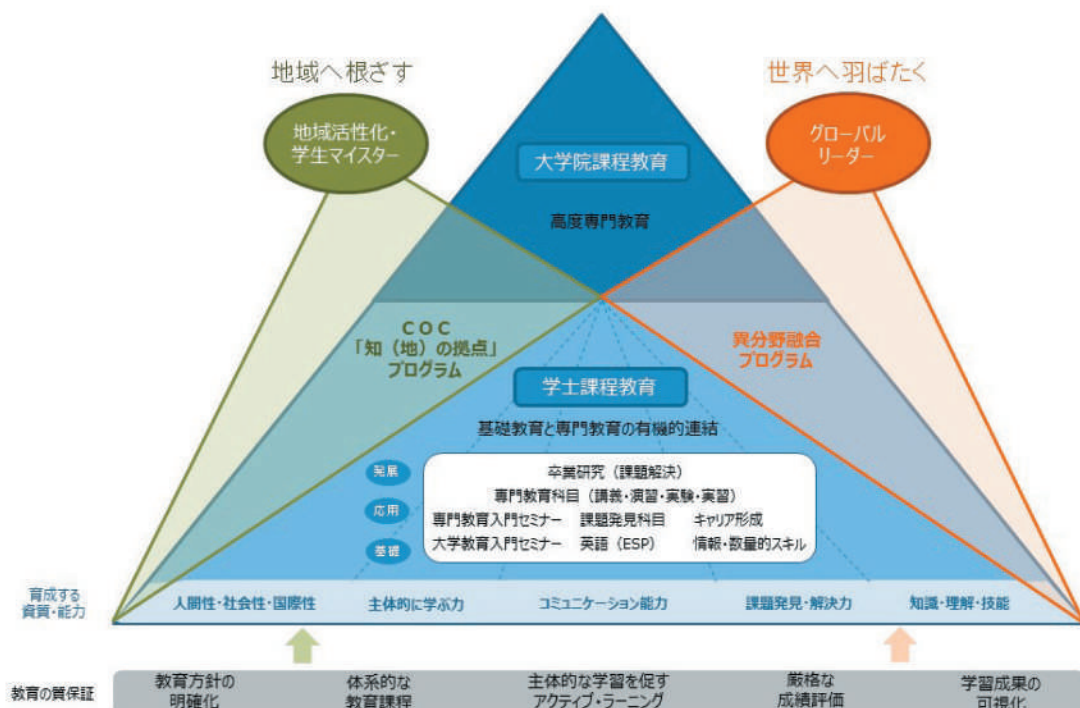 地域へ根ざす
世界へ羽ばたく
地域活性化・
学生マイスター
グローバル
リーダー
大学院課程教育
高度専門教育
COC
「知(地)の拠点」
プログラム
異分野融合
プログラム
学士課程教育
基礎教育と専門教育の有機的連結
発展
卒業研究(課題解決)
専門教育科目(講義・演習・実験・実習)
応用
専門教育入門セミナー 課題発見科目 キャリア形成
基礎
大学教育入門セミナー 英語(ESP) 情報・数量的スキル
育成する
資質・能力
人間性・社会性・国際性 主体的に学ぶ力 コミュニケーション能力 課題発見・解決力 知識・理解・技能
教育の質保証
教育方針の
明確化
体系的な
教育課程
主体的な学習を促す
アクティブ・ラーニング
厳格な
成績評価
学習成果の
可視化